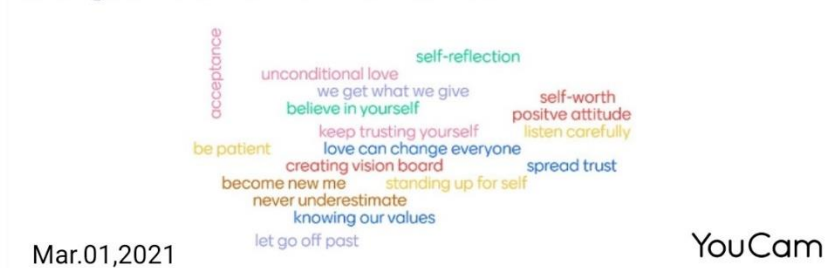 acceptance
self-reflection
unconditional love
we get what we give
self-worth
believe in yourself
positve attitude
keep trusting yourself
listen carefully
be patient
love can change everyone
creating vision board
spread trust
become new me
standing up for self
never underestimate
knowing our values
let go off past
Mar.01,2021
YouCam